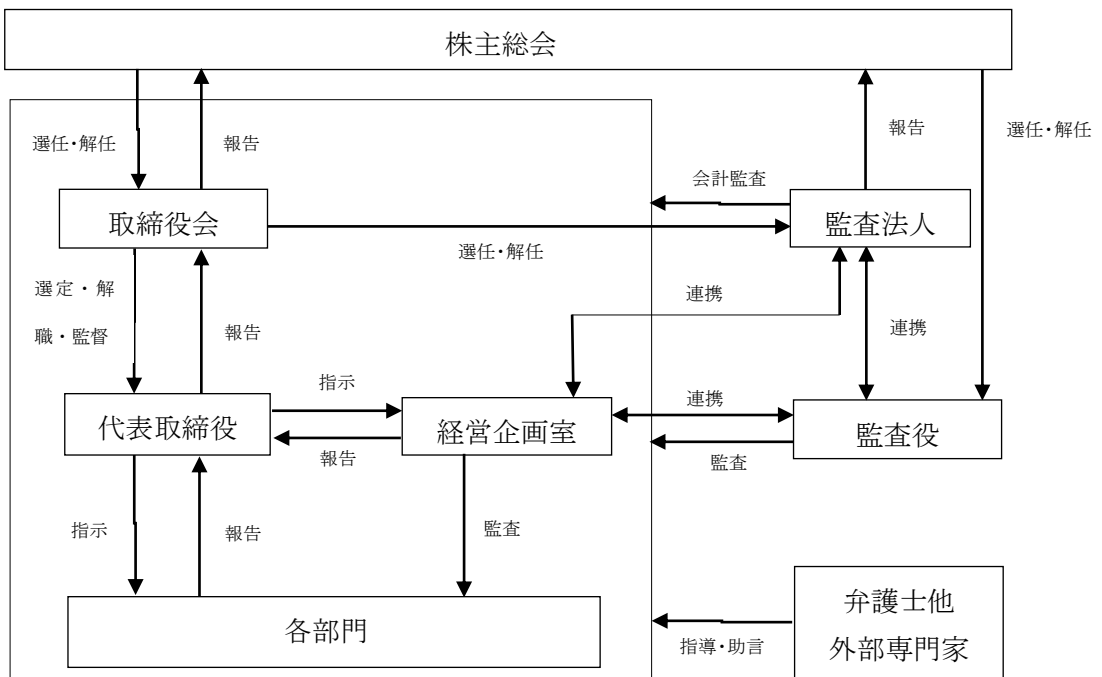 株主総会
選任・解任
報告
報告
選任・解任
会計監査
取締役会
監査法人
選任・解任
選定・解
職・監督
報告
連携
連携
指示
連携
代表取締役
経営企画室
監査役
報告
監査
指示
報告
監査
各部門
指導・助言
弁護士他
外部専門家